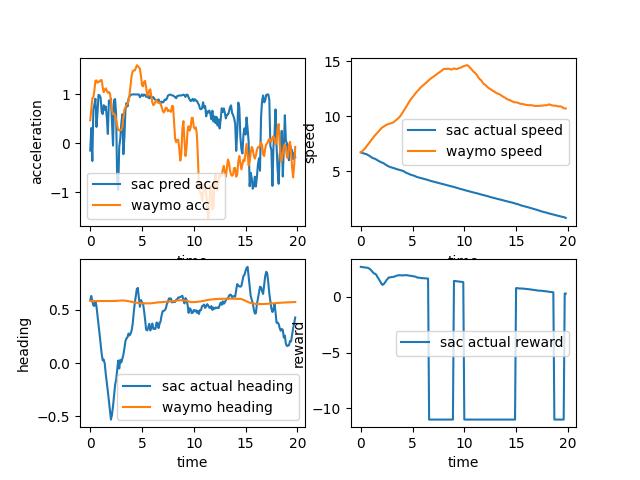 acceleration
1
0
−1
sac pred acc
waymo acc
0
5
10
15
20
time
speed
15
10
5
sac actual speed
waymo speed
0
5
10
15
20
time
heading
0.5
0.0
−0.5
sac actual heading
waymo heading
0
5
10
15
20
time
reward
0
−5
−10
sac actual reward
0
5
10
15
20
time